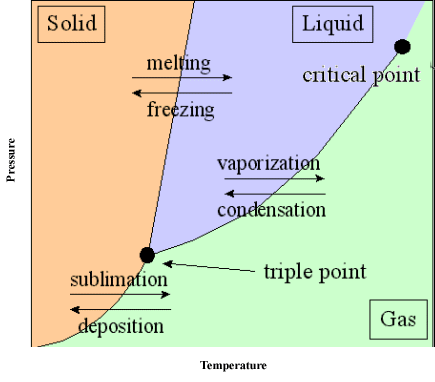 Solid
Liquid
melting
critical point
freezing
Pressure
vaporization
condensation
sublimation
triple point
deposition
Gas
Temperature